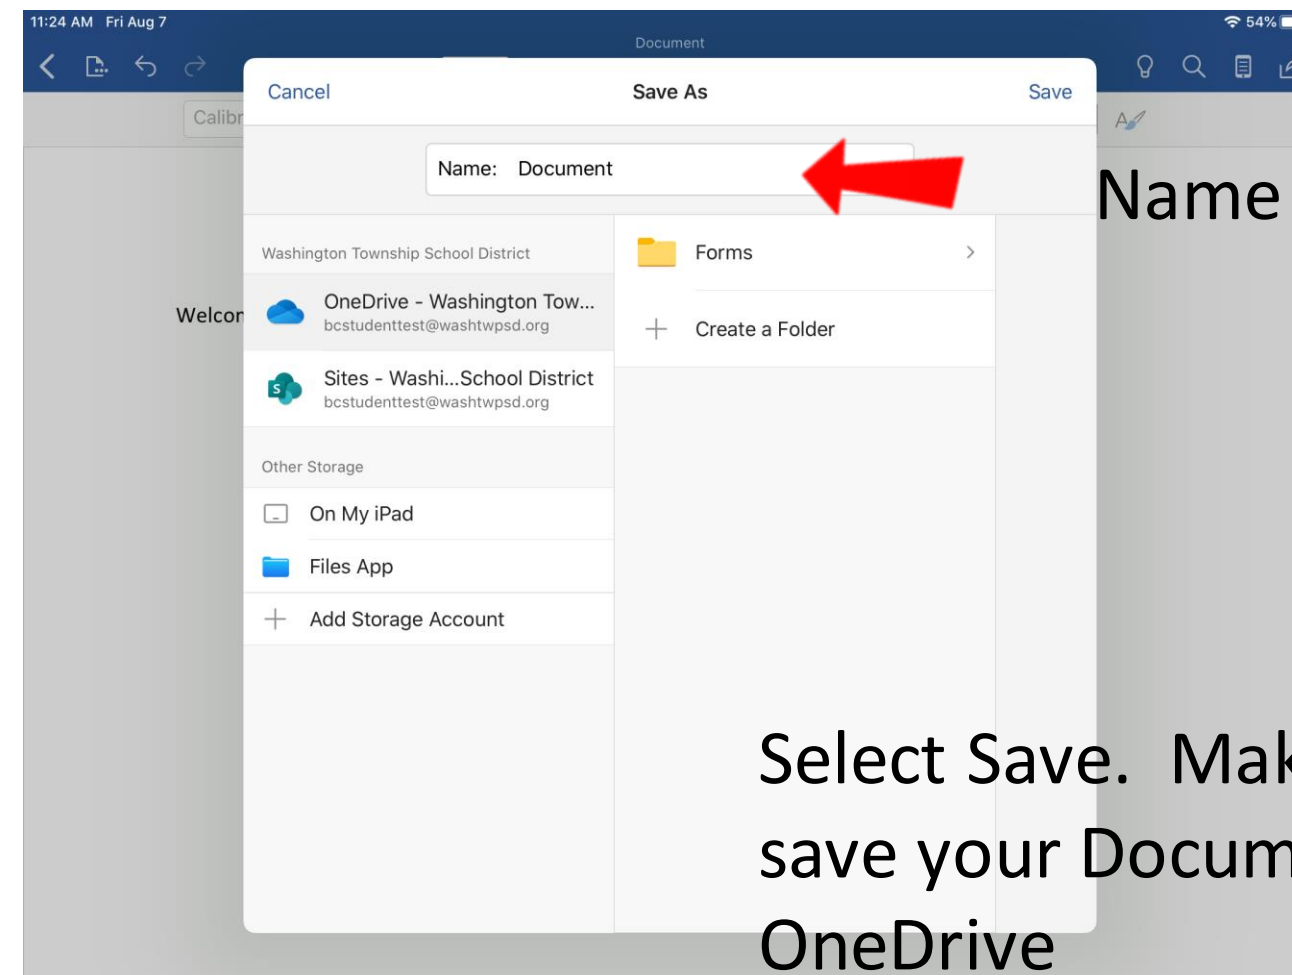 11:24 AM Fri Aug 7
54%
Document
Cancel
Save As
Save
Calibr
A
Name: Document
Name
Washington Township School District
Forms
OneDrive - Washington Tow...
bcstudenttest@washtwpsd.org
Welcon
Create a Folder
Sites - Washi...School District
bcstudenttest@washtwpsd.org
Other Storage
On My iPad
Files App
Add Storage Account
Select Save. Mak
save your Docum
OneDrive